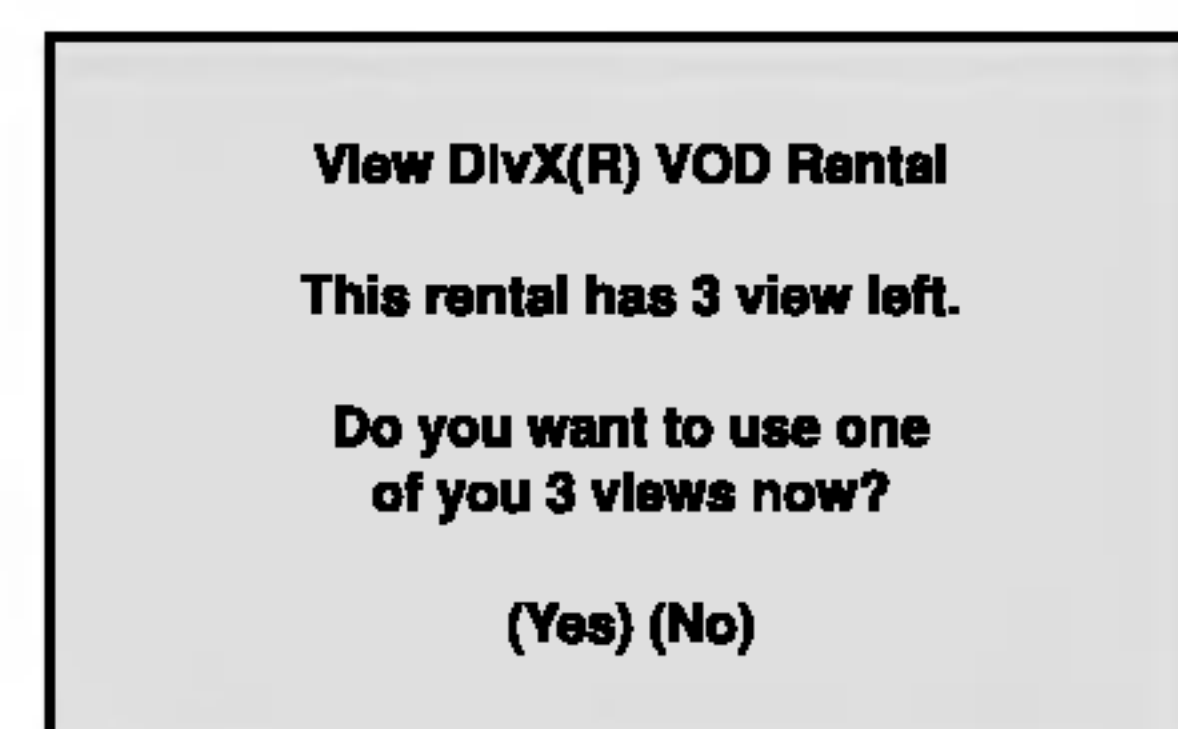 View DivX(R) VOD Rental
This rental has 3 view left.
Do you want to use one
of you 3 views now?
(Yes) (No)